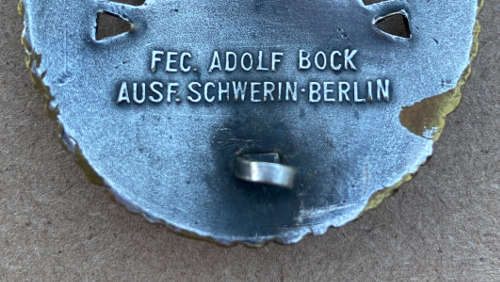 FEC. ADOLF BOCK
AUSF. SCHWERIN·BERLIN